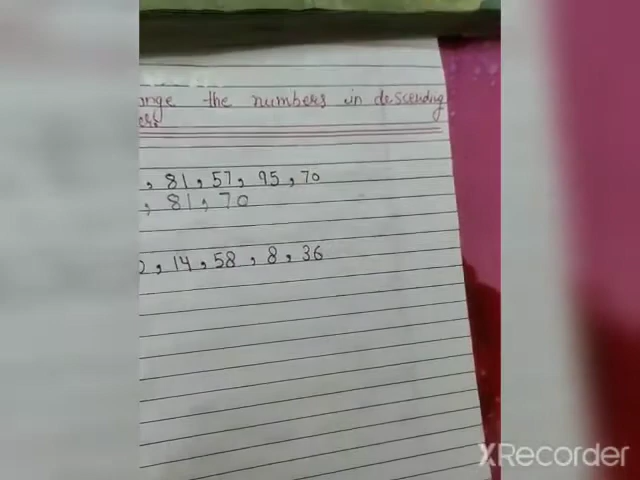 the numbers in descending
, 81, 57, 95, 70
, 81, 70
, 14, 58, 8, 36
XRecorder